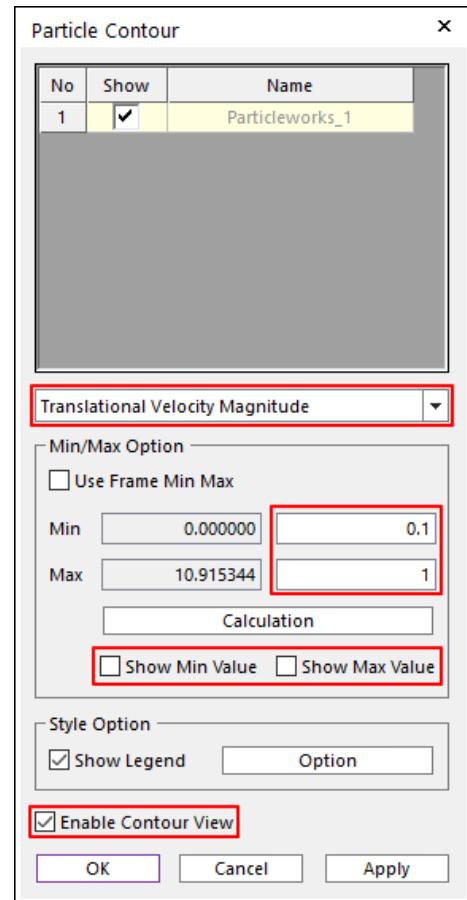 Particle Contour ×
No Show Name
1 Particleworks_1
Translational Velocity Magnitude
Min/Max Option
Use Frame Min Max
Min 0.000000 0.1
Max 10.915344 1
Calculation
Show Min Value Show Max Value
Style Option
Show Legend Option
Enable Contour View
OK Cancel Apply